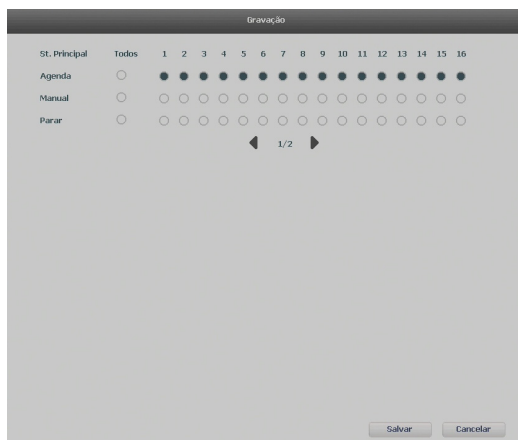 Gravação
St. Principal Todos 1 2 3 4 5 6 7 8 9 10 11 12 13 14 15 16
Agenda
Manual
Parar
1/2
Salvar Cancelar